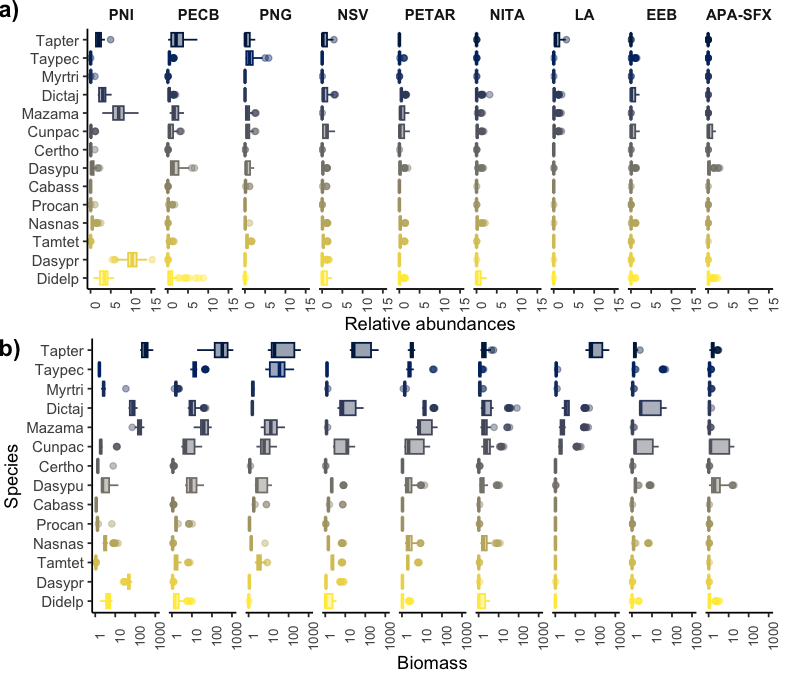 a)
PNI PECB PNG NSV PETAR NITA LA EEB APA-SFX
Tapter
Taypec
Myrtri
Dictaj
Mazama
Cunpac
Certho
Dasypu
Cabass
Procan
Nasnas
Tamtet
Dasypr
Didelp
0 5 10 15 0 5 10 15 0 5 10 15 0 5 10 15 0 5 10 15 0 5 10 15 0 5 10 15 0 5 10 15 0 5 10 15
Relative abundances
b)
Species
Tapter
Taypec
Myrtri
Dictaj
Mazama
Cunpac
Certho
Dasypu
Cabass
Procan
Nasnas
Tamtet
Dasypr
Didelp
1 10 100 1000 1 10 100 1000 1 10 100 1000 1 10 100 1000 1 10 100 1000 1 10 100 1000 1 10 100 1000 1 10 100 1000 1 10 100 1000
Biomass